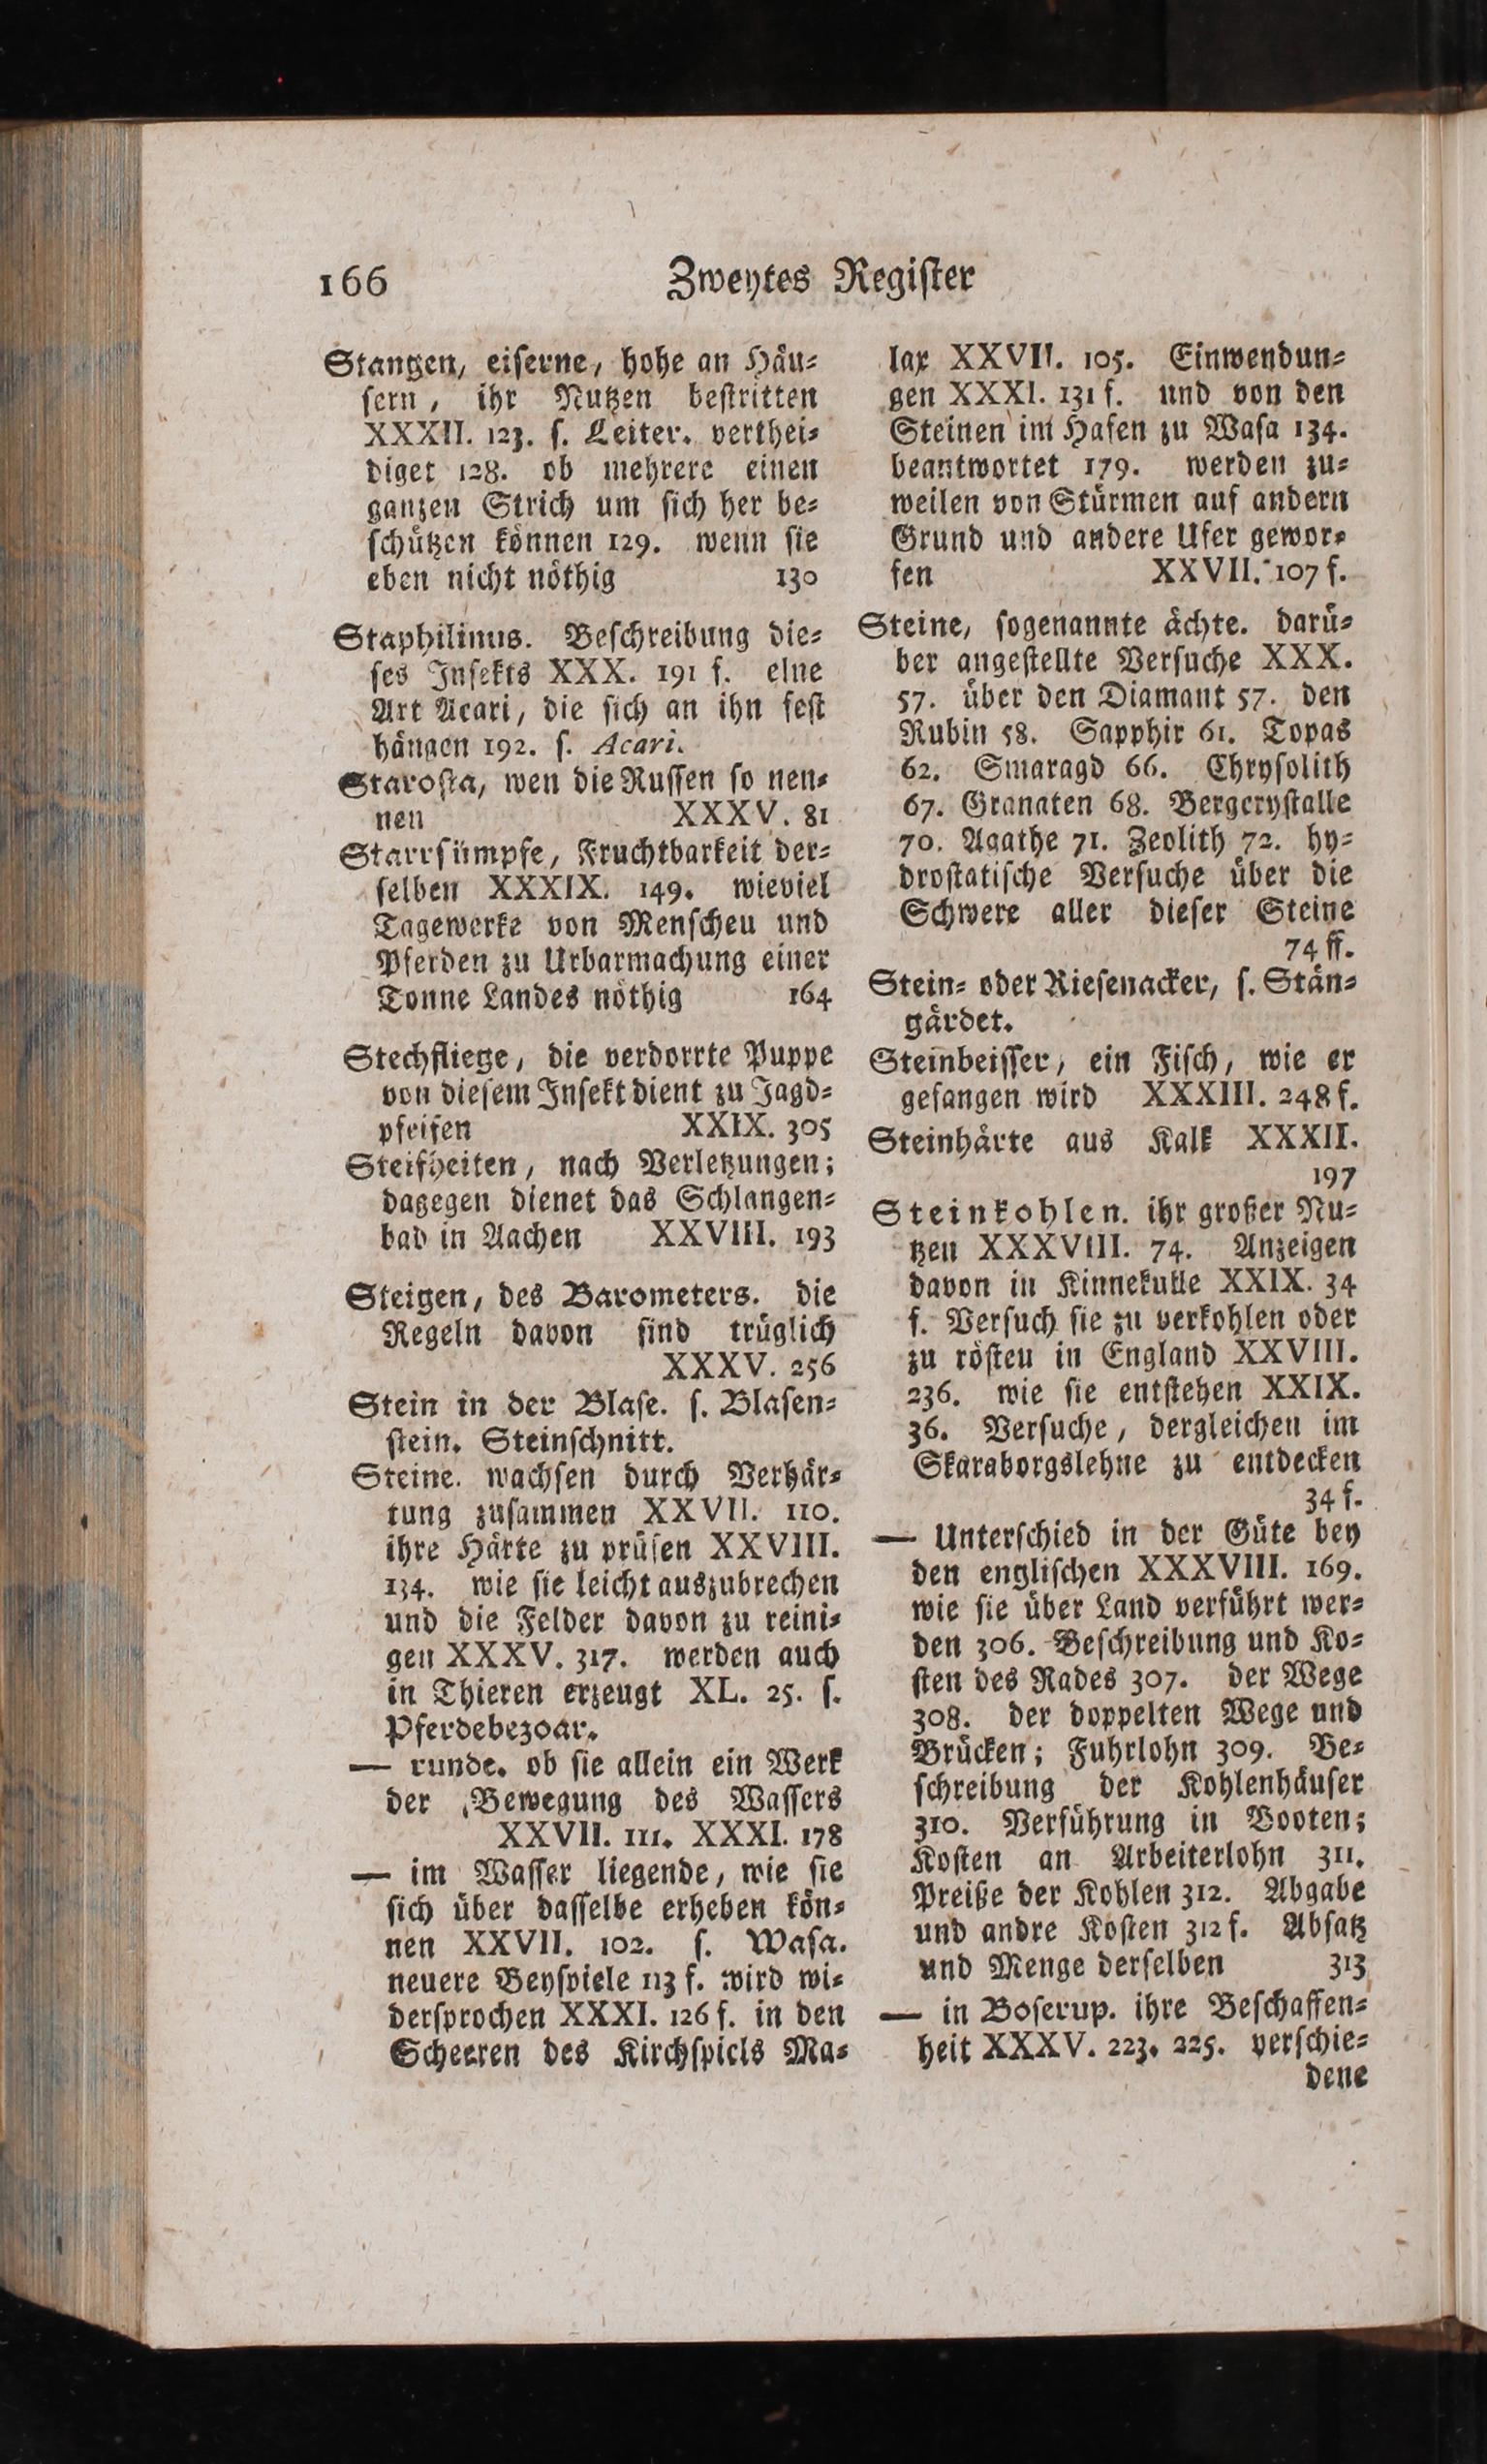 166
Zweytes Regiſter
Stangen, eiſerne, hohe an Häu⸗
ſern, ihr Nutzen beſtritten
XXXII. 123. ſ. Leiter. verthei⸗
diget 128. ob mehrere einen
ganzen Strich um ſich her be⸗
ſchützen können 129. wenn ſie
eben nicht nöthig 130
Staphilinus. Beſchreibung die⸗
ſes Inſekts XXX. 191 f. eine
Art Acari, die ſich an ihn feſt
hängen 192. ſ. Acari.
Staroſta, wen die Ruſſen ſo nen⸗
nen XXXV. 81
Starrſümpfe, Fruchtbarkeit der⸗
ſelben XXXIX. 149. wieviel
Tagewerke von Menſcheu und
Pferden zu Urbarmachung einer
Tonne Landes nöthig 164
Stechfliege, die verdorrte Puppe
von dieſem Inſekt dient zu Jagd⸗
pfeifen XXIX. 305
Steifheiten, nach Verletzungen;
dagegen dienet das Schlangen⸗
bad in Aachen XXVIII. 193
Steigen, des Barometers. die
Regeln davon ſind trüglich
XXXV. 256
Stein in der Blaſe. ſ. Blaſen⸗
ſtein. Steinſchnitt.
Steine. wachſen durch Verhär⸗
tung zuſammen XXVII. 110.
ihre Härte zu prüfen XXVIII.
134. wie ſie leicht auszubrechen
und die Felder davon zu reini⸗
gen XXXV. 317. werden auch
in Thieren erzeugt XL. 25. ſ.
Pferdebezoar.
— runde. ob ſie allein ein Werk
der Bewegung des Waſſers
XXVII. 111. XXXI. 178
— im Waſſer liegende, wie ſie
ſich über daſſelbe erheben kön⸗
nen XXVII. 102. ſ. Waſa.
neuere Beyſpiele 113 f. wird wi⸗
derſprochen XXXI. 126 f. in den
Scheeren des Kirchſpiels Ma⸗
lax XXVII. 105. Einwendun⸗
gen XXXI. 131 f. und von den
Steinen im Hafen zu Waſa 134.
beantwortet 179. werden zu⸗
weilen von Stürmen auf andern
Grund und andere Ufer gewor⸗
fen XXVII. 107 f.
Steine, ſogenannte ächte. darü⸗
ber angeſtellte Verſuche XXX.
57. über den Diamant 57. den
Rubin 58. Sapphir 61. Topas
62. Smaragd 66. Chryſolith
67. Granaten 68. Bergcryſtalle
70. Agathe 71. Zeolith 72. hy⸗
droſtatiſche Verſuche über die
Schwere aller dieſer Steine
74 ff.
Stein⸗ oder Rieſenacker, ſ. Stän⸗
gärdet.
Steinbeiſſer, ein Fiſch, wie er
gefangen wird XXXIII. 248 f.
Steinhärte aus Kalk XXXII.
197
Steinkohlen. ihr großer Nu⸗
tzen XXXVIII. 74. Anzeigen
davon in Kinnekulle XXIX. 34
f. Verſuch ſie zu verkohlen oder
zu röſteu in England XXVIII.
236. wie ſie entſtehen XXIX.
36. Verſuche, dergleichen im
Skaraborgslehne zu entdecken
34 f.
— Unterſchied in der Güte bey
den engliſchen XXXVIII. 169.
wie ſie über Land verführt wer⸗
den 306. Beſchreibung und Ko⸗
ſten des Rades 307. der Wege
308. der doppelten Wege und
Brücken; Fuhrlohn 309. Be⸗
ſchreibung der Kohlenhäuſer
310. Verführung in Booten;
Koſten an Arbeiterlohn 311.
Preiße der Kohlen 312. Abgabe
und andre Koſten 312 f. Abſatz
und Menge derſelben 313
— in Boſerup. ihre Beſchaffen⸗
heit XXXV. 223. 225. verſchie⸗
dene